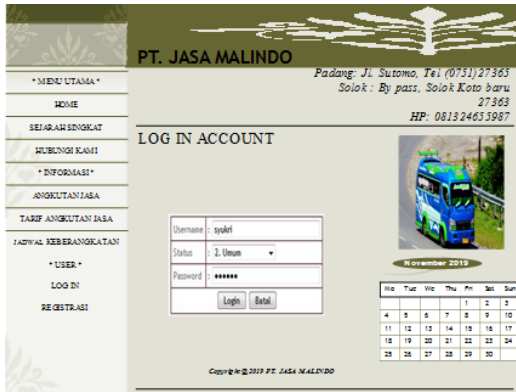 PT. JASA MALINDO
Padang: Jl. Sutomo, Tel (0751)27365
Solok : By pass, Solok Koto baru
27363
HP: 081324655987
* MENU UTAMA *
HOME
SEJARAH SINGKAT
HUBUNGI KAMI
* INFORMASI *
ANGKUTAN JASA
TARIF ANGKUTAN JASA
JADWAL KEBERANGKATAN
* USER *
LOG IN
REGISTRASI
LOG IN ACCOUNT
Username : syukri
Status : 2. Umum
Password : ••••••
Login Batal
November 2019
Mo Tue We Thu Fri Sat Sun
1 2 3
4 5 6 7 8 9 10
11 12 13 14 15 16 17
18 19 20 21 22 23 24
25 26 27 28 29 30
Copyright @2019 PT. JASA MALINDO